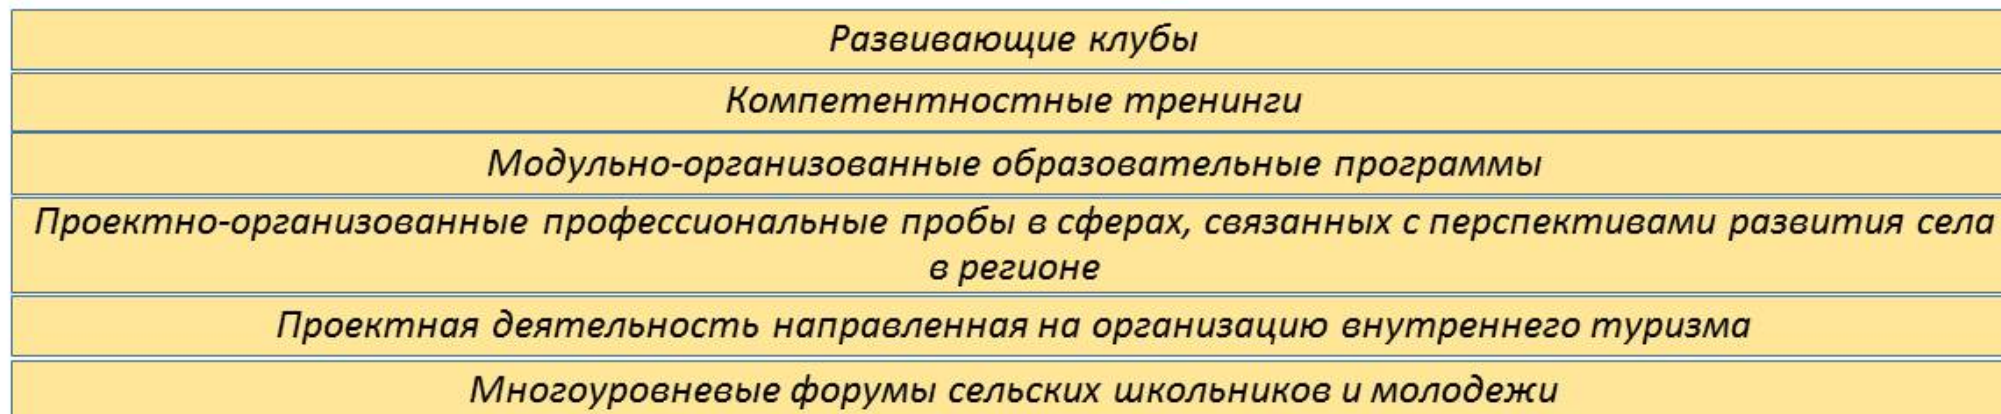 Развивающие клубы
Компетентностные тренинги
Модульно-организованные образовательные программы
Проектно-организованные профессиональные пробы в сферах, связанных с перспективами развития села
в регионе
Проектная деятельность направленная на организацию внутреннего туризма
Многоуровневые форумы сельских школьников и молодежи